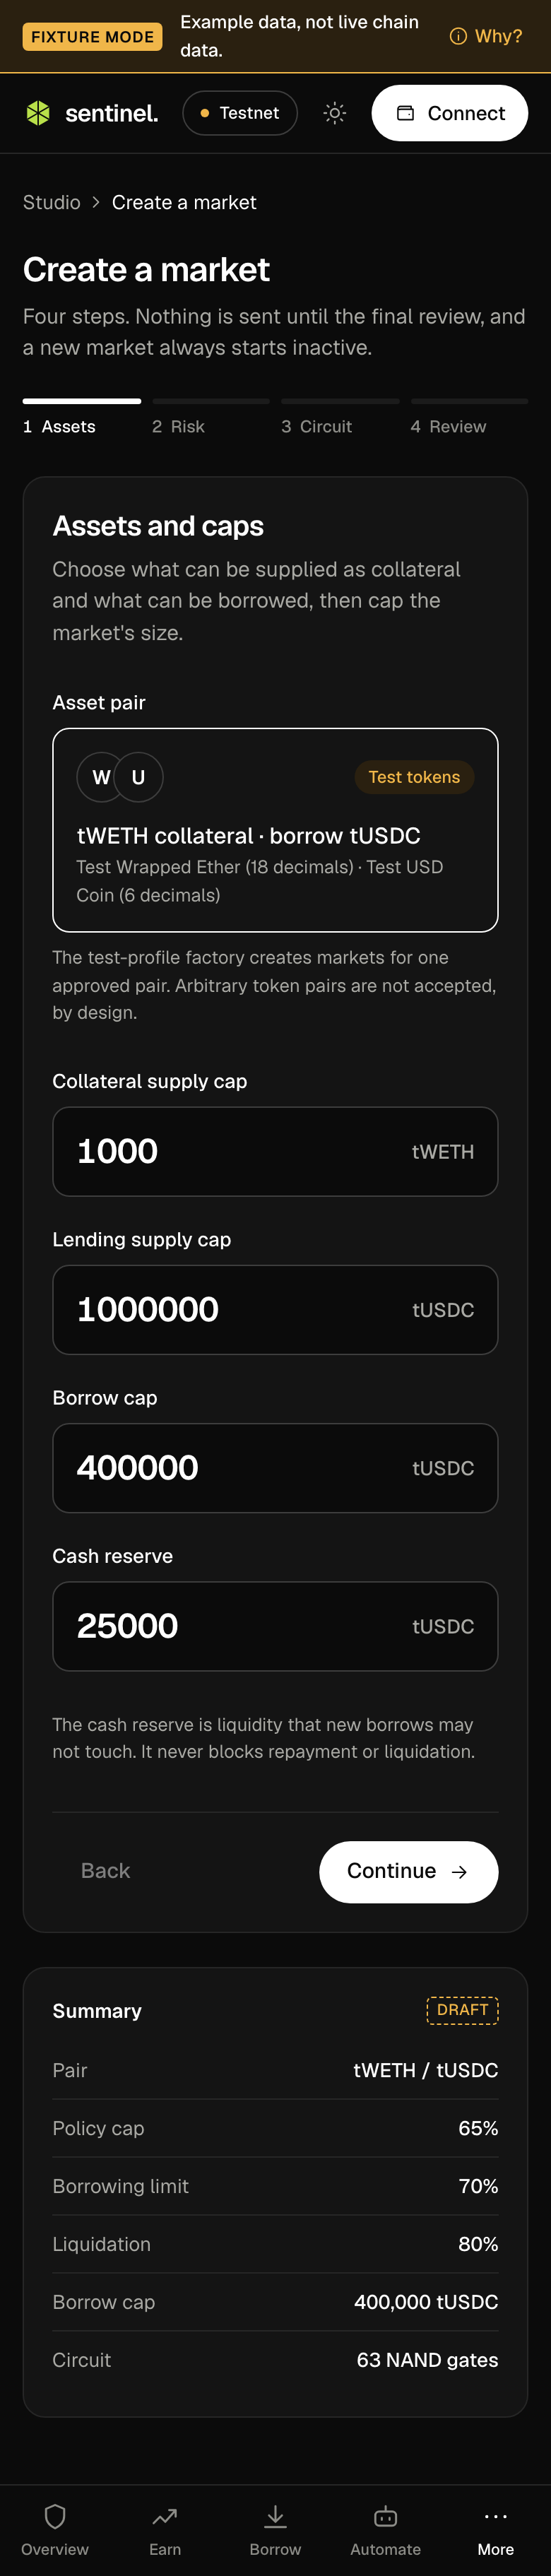 FIXTURE MODE
Example data, not live chain
data.
Why?
sentinel.
Testnet
Connect
Studio > Create a market
Create a market
Four steps. Nothing is sent until the final review, and
a new market always starts inactive.
1 Assets
2 Risk
3 Circuit
4 Review
Assets and caps
Choose what can be supplied as collateral
and what can be borrowed, then cap the
market's size.
Asset pair
W U
Test tokens
tWETH collateral · borrow tUSDC
Test Wrapped Ether (18 decimals) · Test USD
Coin (6 decimals)
The test-profile factory creates markets for one
approved pair. Arbitrary token pairs are not accepted,
by design.
Collateral supply cap
1000 tWETH
Lending supply cap
1000000 tUSDC
Borrow cap
400000 tUSDC
Cash reserve
25000 tUSDC
The cash reserve is liquidity that new borrows may
not touch. It never blocks repayment or liquidation.
Back
Continue →
Summary
DRAFT
Pair tWETH / tUSDC
Policy cap 65%
Borrowing limit 70%
Liquidation 80%
Borrow cap 400,000 tUSDC
Circuit 63 NAND gates
Overview
Earn
Borrow
Automate
More